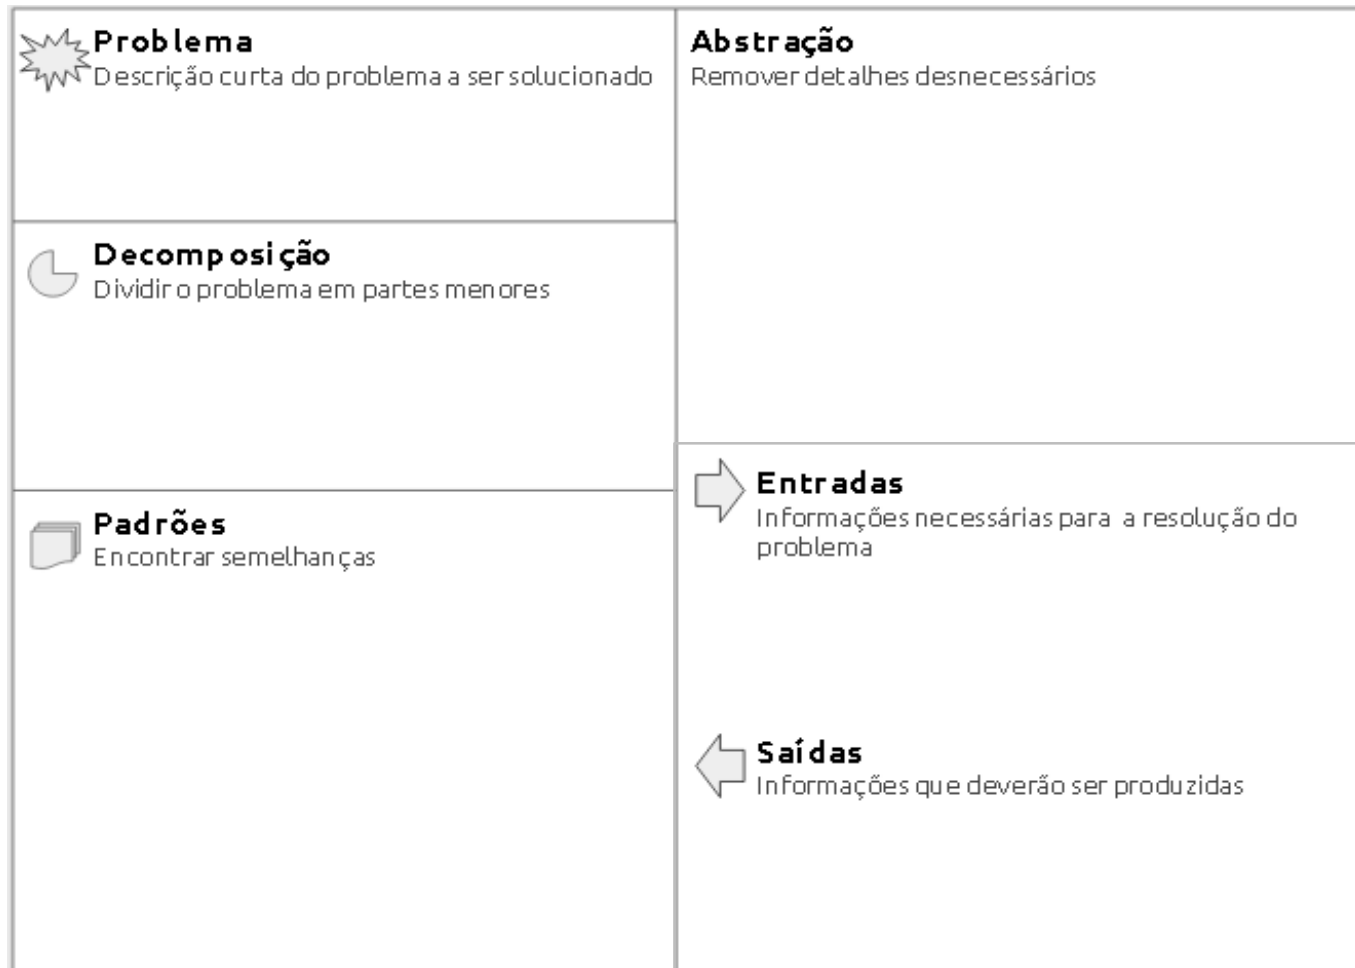 Problema
Descrição curta do problema a ser solucionado
Decomposição
Dividir o problema em partes menores
Padrões
Encontrar semelhanças
Abstração
Remover detalhes desnecessários
Entradas
Informações necessárias para a resolução do
problema
Saídas
Informações que deverão ser produzidas